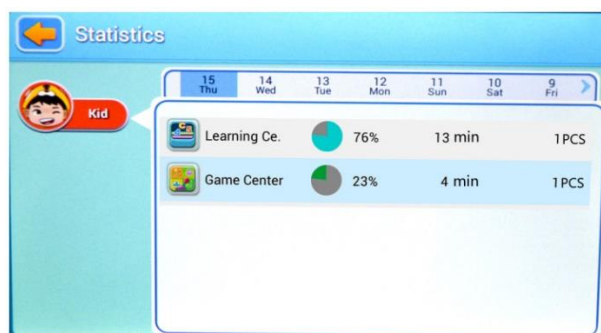 Statistics
15 14 13 12 11 10 9
Thu Wed Tue Mon Sun Sat Fri
Kid
Learning Ce. 76% 13 min 1PCS
Game Center 23% 4 min 1PCS